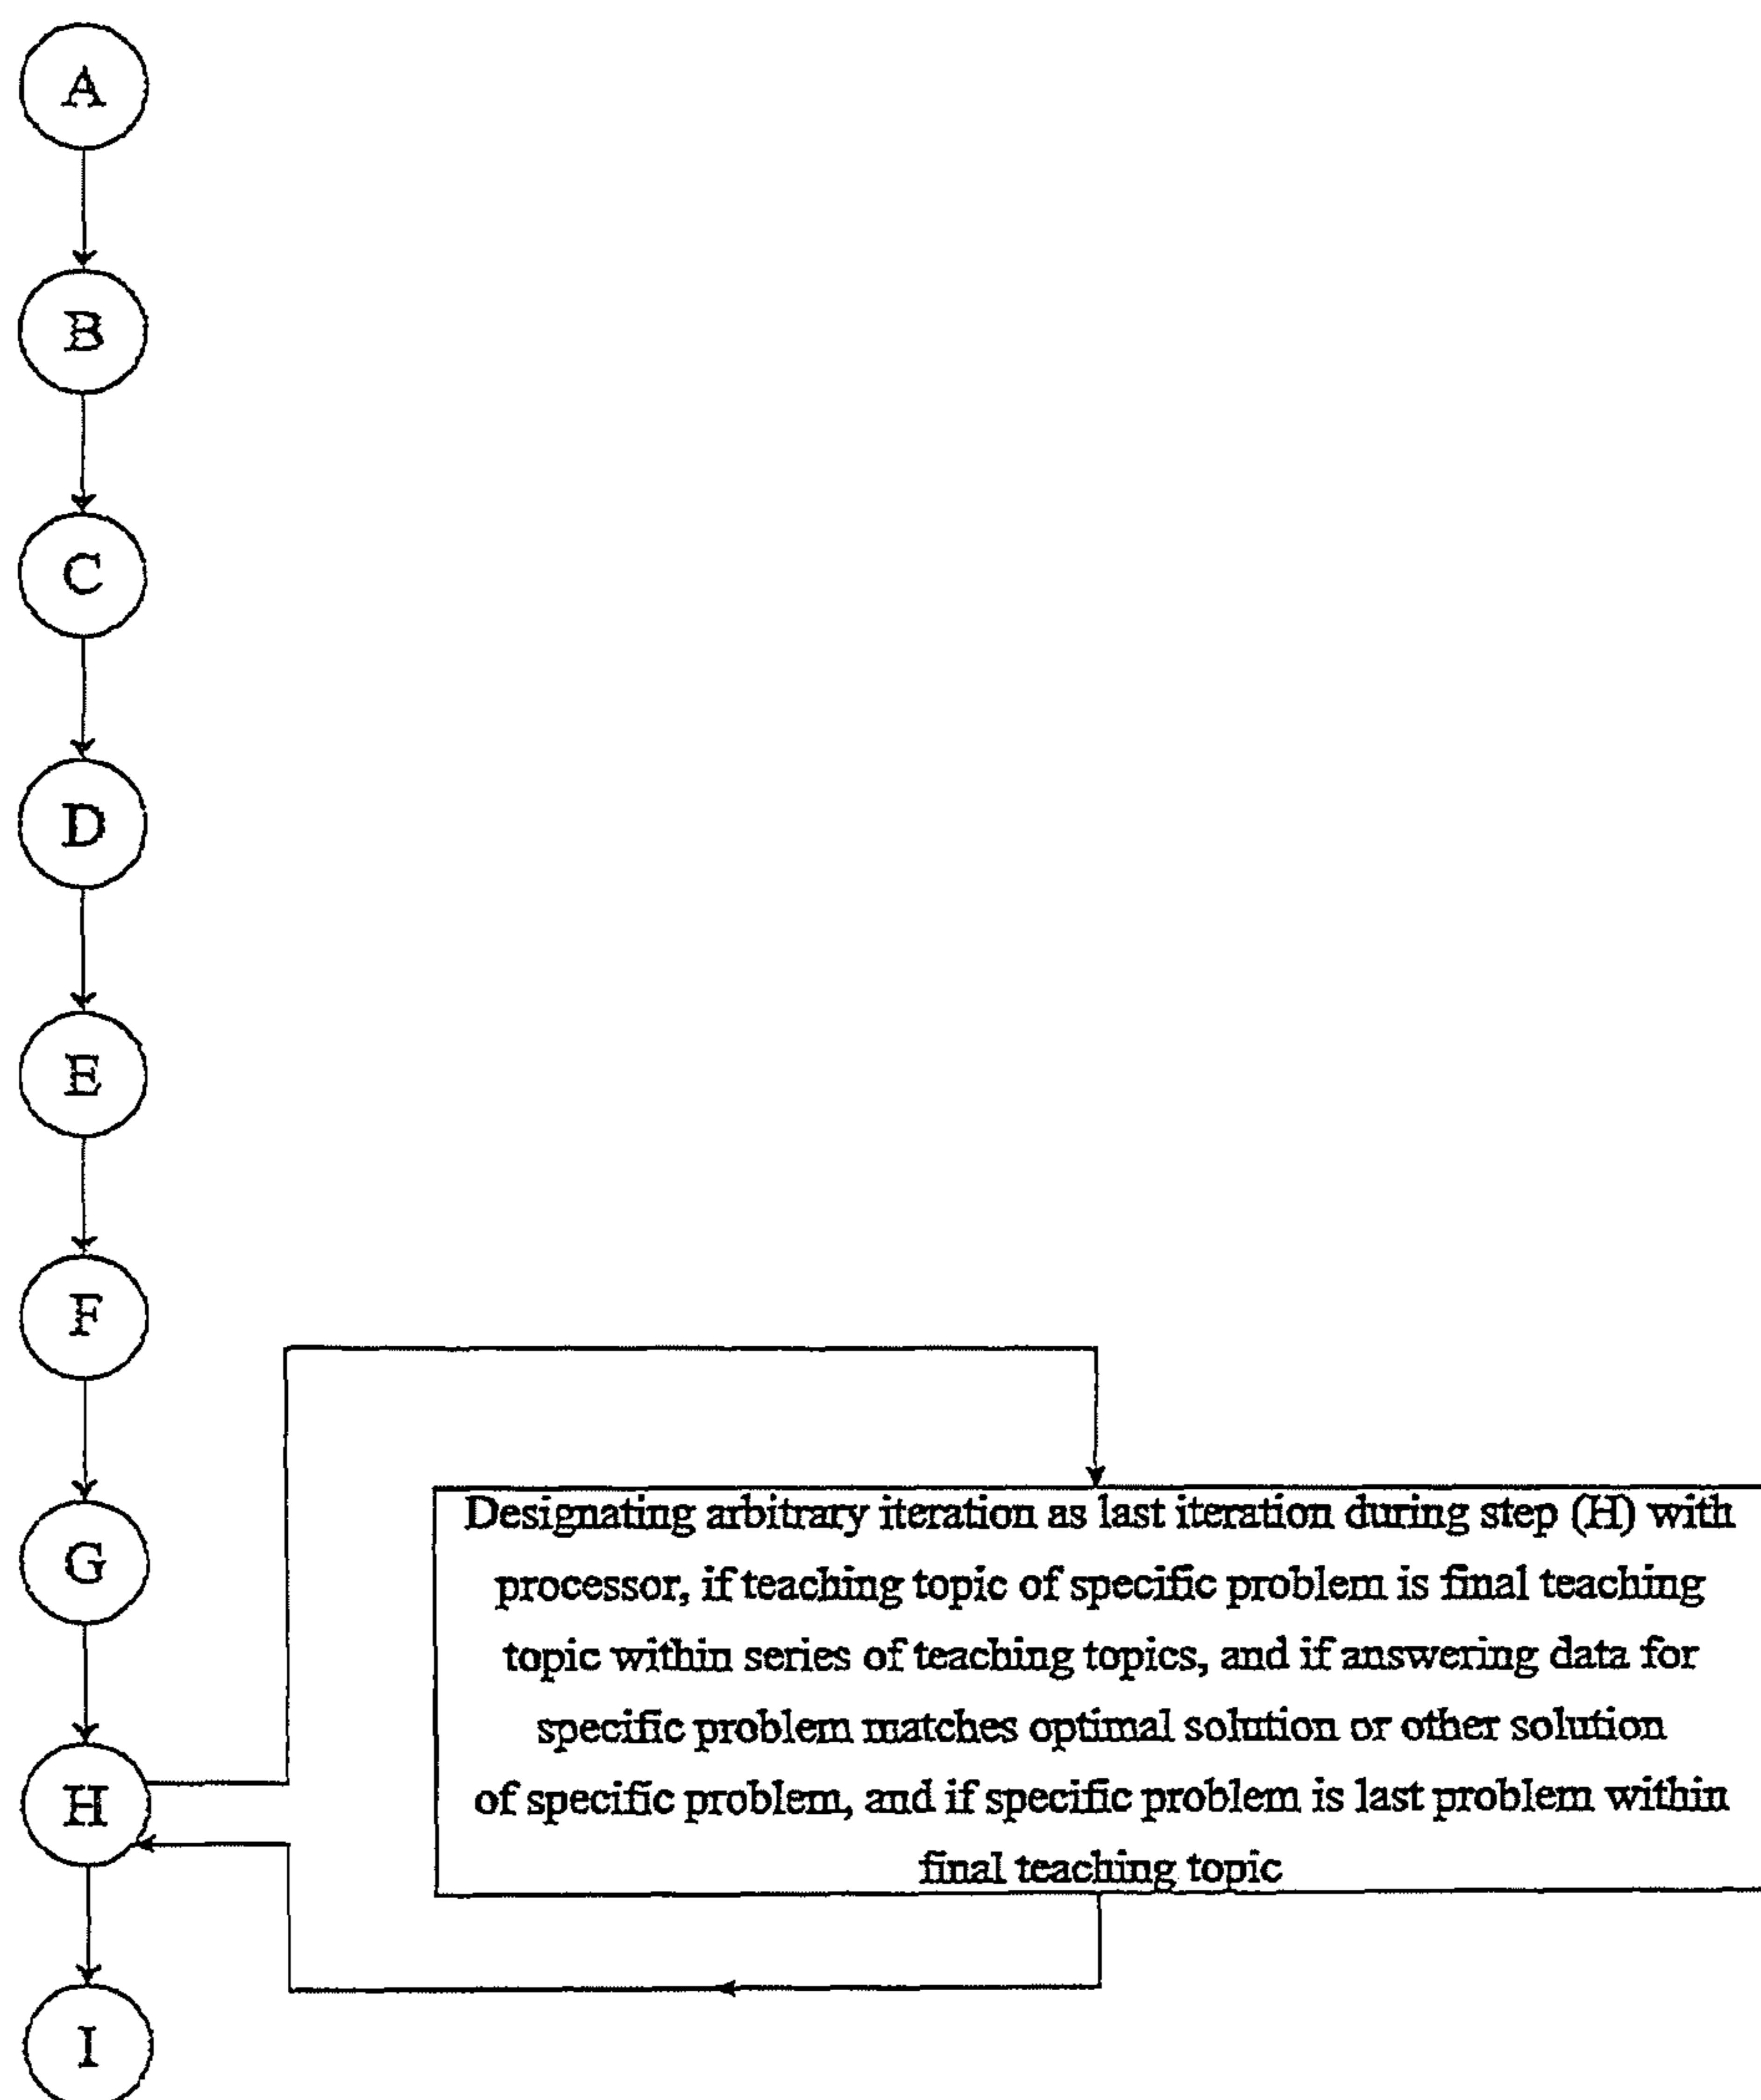 A
B
C
D
E
F
G
Designating arbitrary iteration as last iteration during step (H) with
processor, if teaching topic of specific problem is final teaching
topic within series of teaching topics, and if answering data for
specific problem matches optimal solution or other solution
of specific problem, and if specific problem is last problem within
final teaching topic
H
I